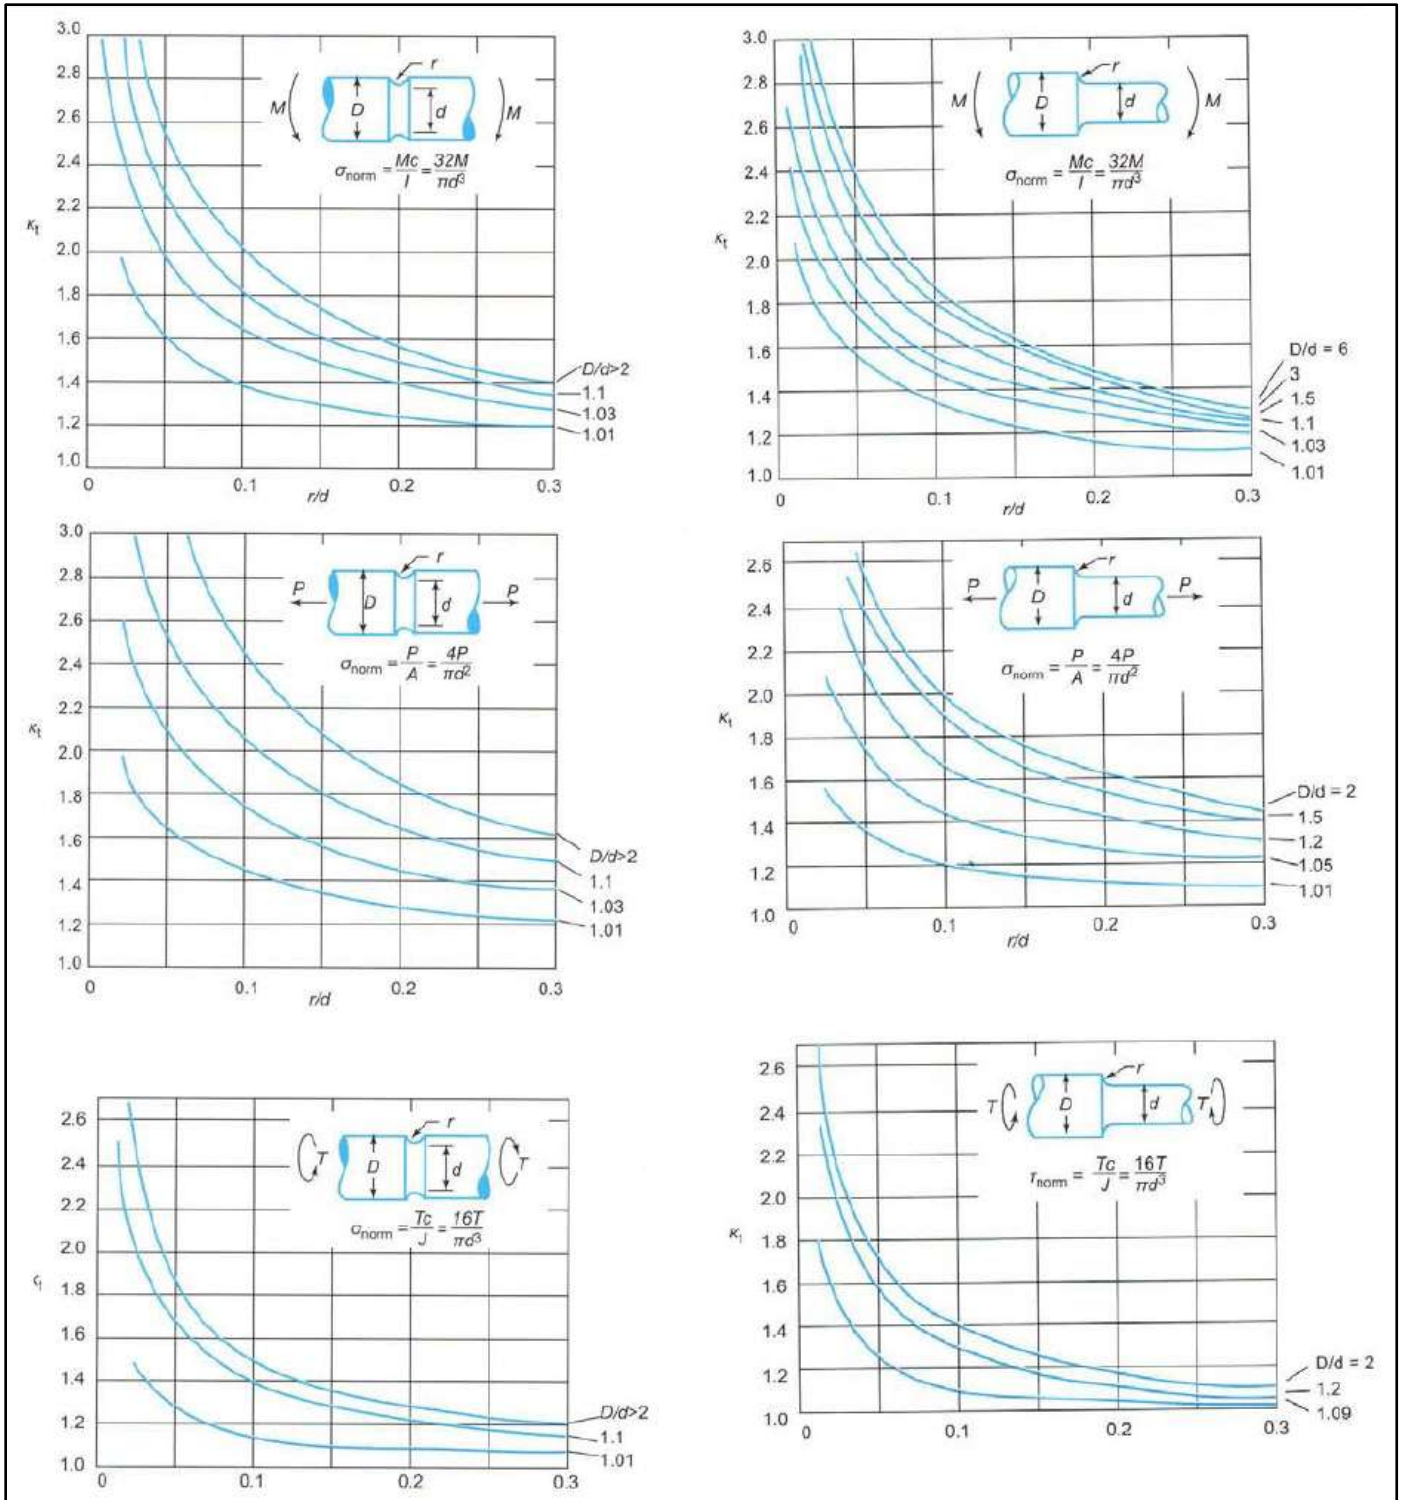 3.0
2.8
2.6
2.4
2.2
2.0
1.8
1.6
1.4
1.2
1.0
κt
M
D
r
d
M
σnorm = Mc/I = 32M/πd³
D/d>2
1.1
1.03
1.01
0
0.1
0.2
0.3
r/d
3.0
2.8
2.6
2.4
2.2
2.0
1.8
1.6
1.4
1.2
1.0
κt
M
D
r
d
M
σnorm = Mc/I = 32M/πd³
D/d = 6
3
1.5
1.1
1.03
1.01
0
0.1
0.2
0.3
r/d
3.0
2.8
2.6
2.4
2.2
2.0
1.8
1.6
1.4
1.2
1.0
κt
P
D
r
d
P
σnorm = P/A = 4P/πd²
D/d>2
1.1
1.03
1.01
0
0.1
0.2
0.3
r/d
2.6
2.4
2.2
2.0
1.8
1.6
1.4
1.2
1.0
κt
P
D
r
d
P
σnorm = P/A = 4P/πd²
D/d = 2
1.5
1.2
1.05
1.01
0
0.1
0.2
0.3
r/d
2.6
2.4
2.2
2.0
1.8
1.6
1.4
1.2
1.0
T
D
r
d
T
σnorm = Tc/J = 16T/πd³
D/d>2
1.1
1.01
0
0.1
0.2
0.3
2.6
2.4
2.2
2.0
1.8
1.6
1.4
1.2
1.0
T
D
r
d
T
τnorm = Tc/J = 16T/πd³
D/d = 2
1.2
1.09
0
0.1
0.2
0.3